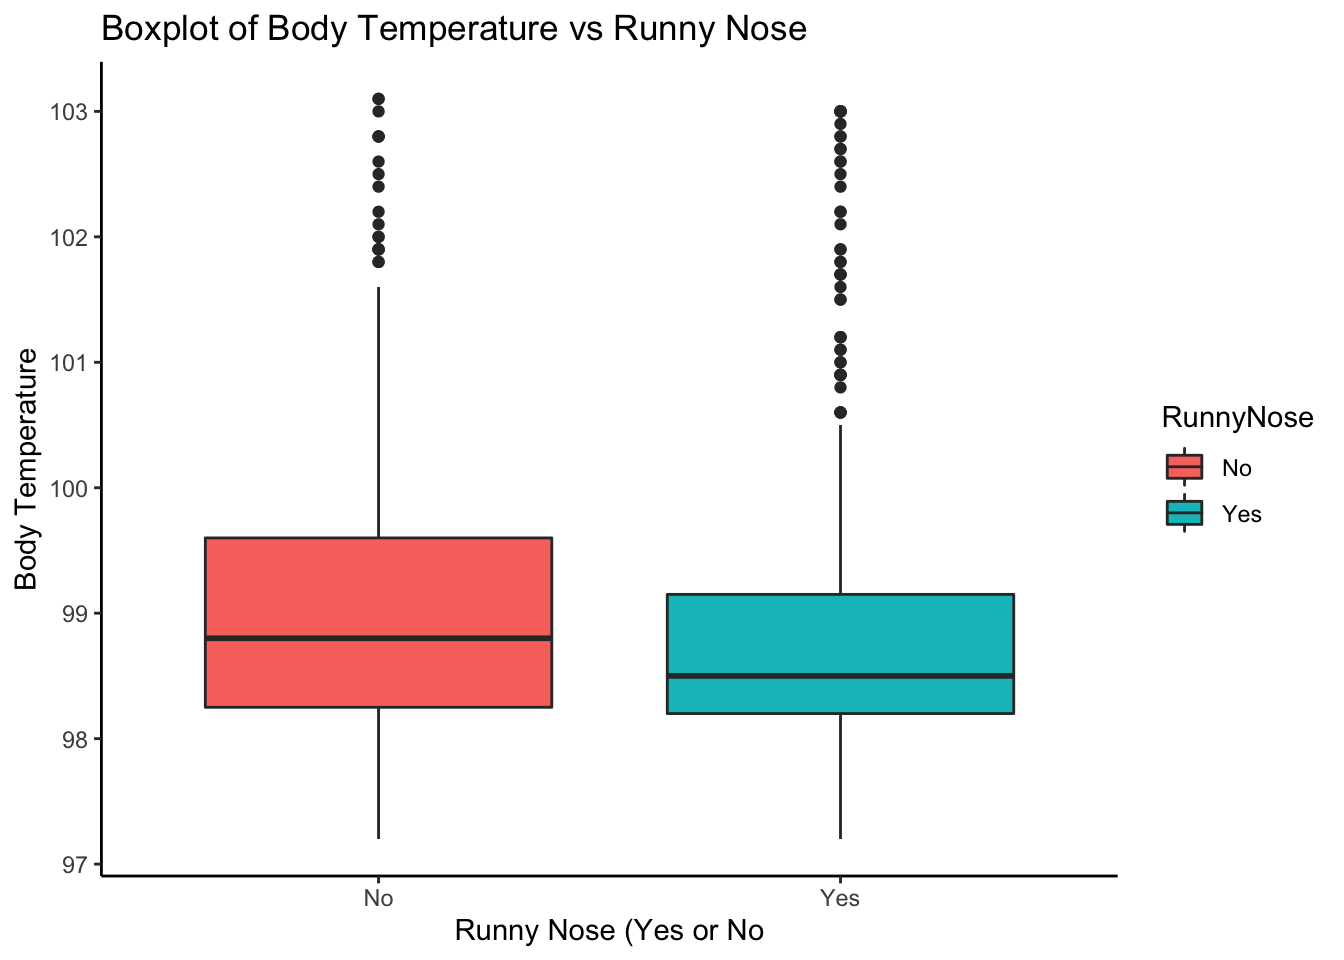 Boxplot of Body Temperature vs Runny Nose
Body Temperature
103
102
101
100
99
98
97
No
Yes
Runny Nose (Yes or No
RunnyNose
No
Yes